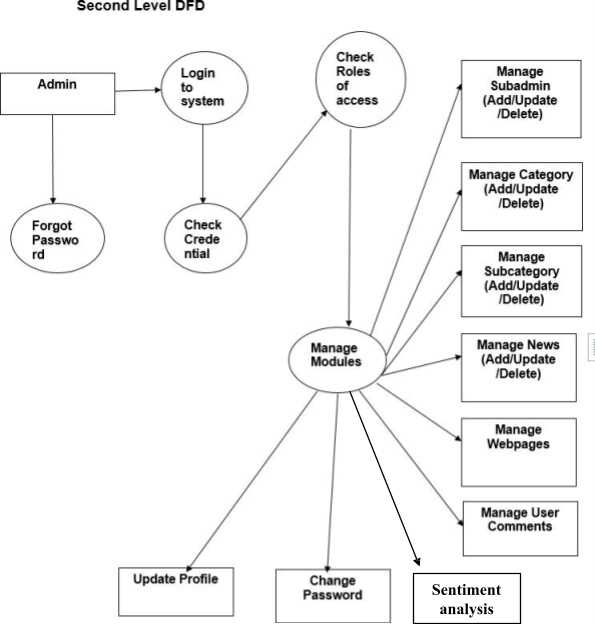 Second Level DFD
Admin
Login
to
system
Check
Roles
of
access
Forgot
Passwo
rd
Check
Crede
ntial
Manage
Modules
Manage
Subadmin
(Add/Update
/Delete)
Manage Category
(Add/Update
/Delete)
Manage
Subcategory
(Add/Update
/Delete)
Manage News
(Add/Update
/Delete)
Manage
Webpages
Manage User
Comments
Update Profile
Change
Password
Sentiment
analysis